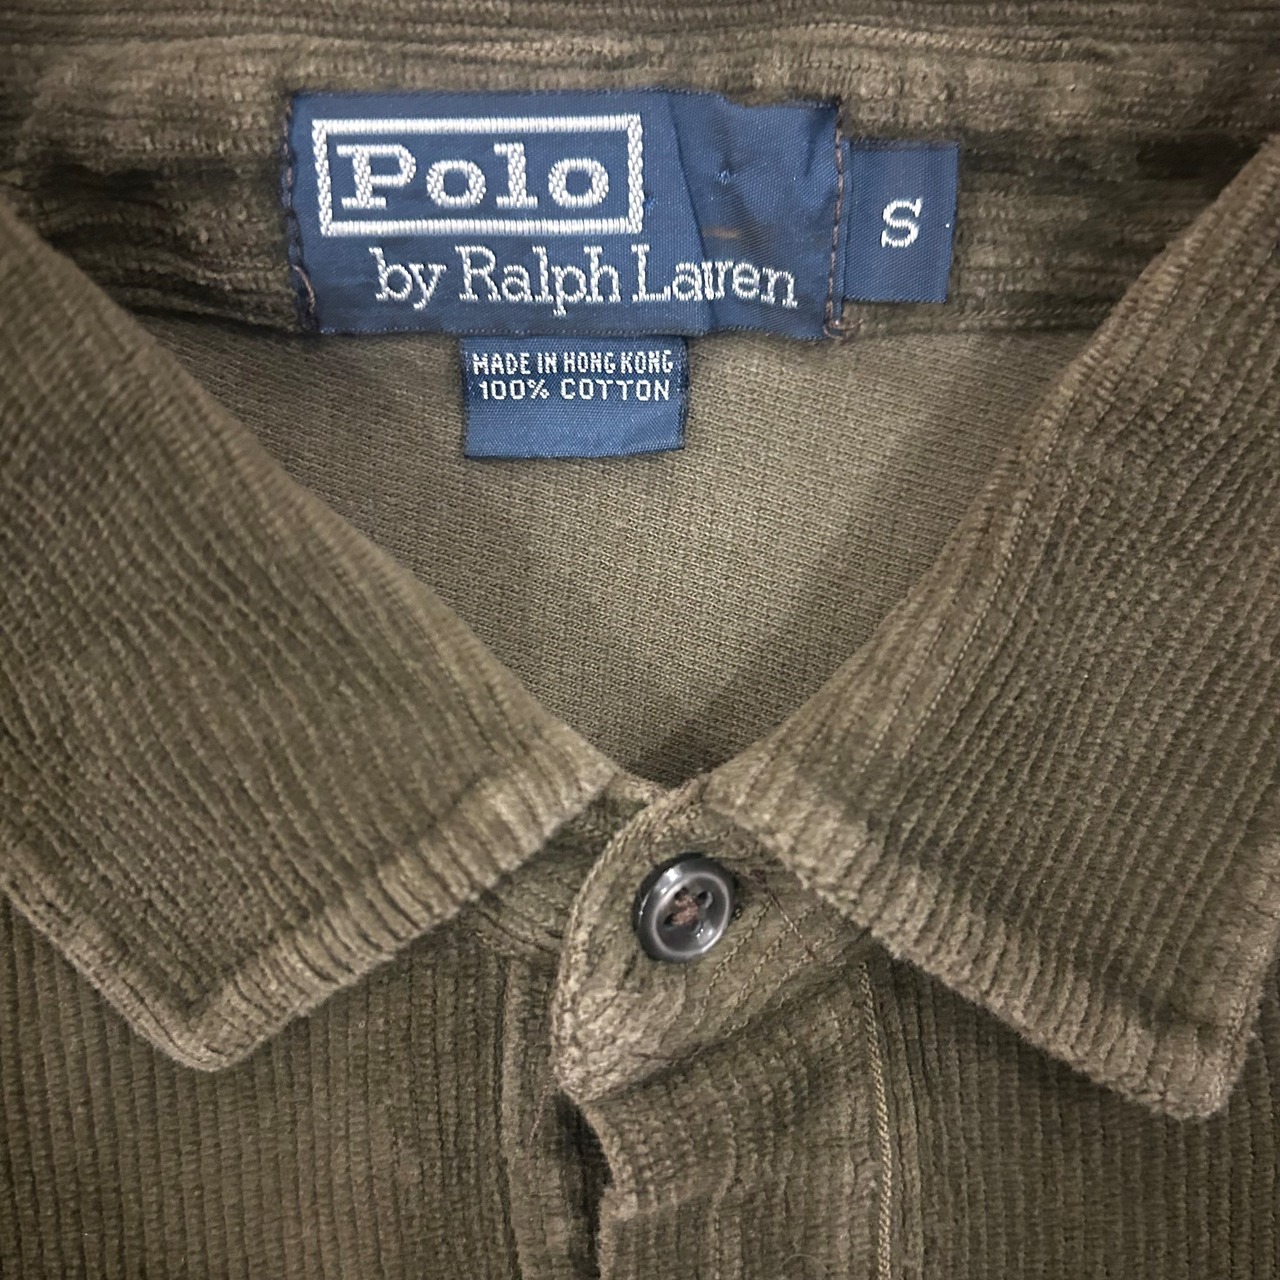 Polo
by Ralph Lauren
S
MADE IN HONG KONG
100% COTTON